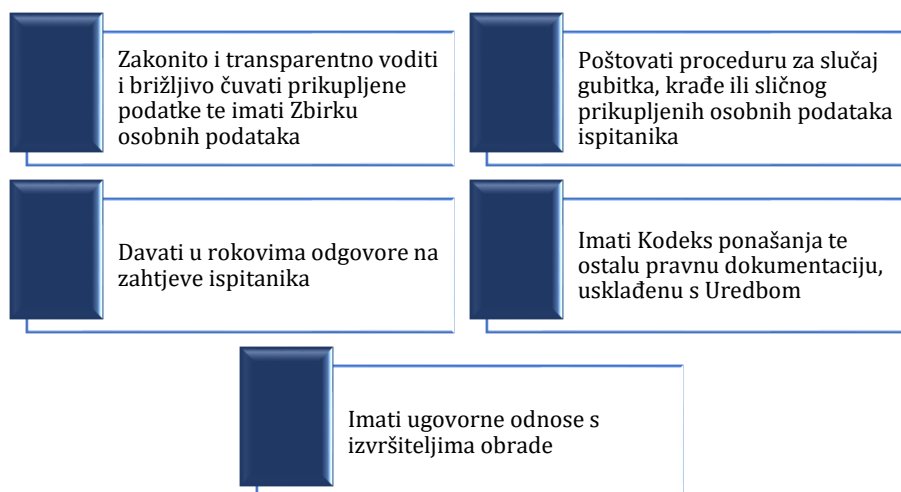 Zakonito i transparentno voditi
i brižljivo čuvati prikupljene
podatke te imati Zbirku
osobnih podataka
Poštovati proceduru za slučaj
gubitka, krađe ili sličnog
prikupljenih osobnih podataka
ispitanika
Davati u rokovima odgovore na
zahtjeve ispitanika
Imati Kodeks ponašanja te
ostalu pravnu dokumentaciju,
usklađenu s Uredbom
Imati ugovorne odnose s
izvršiteljima obrade